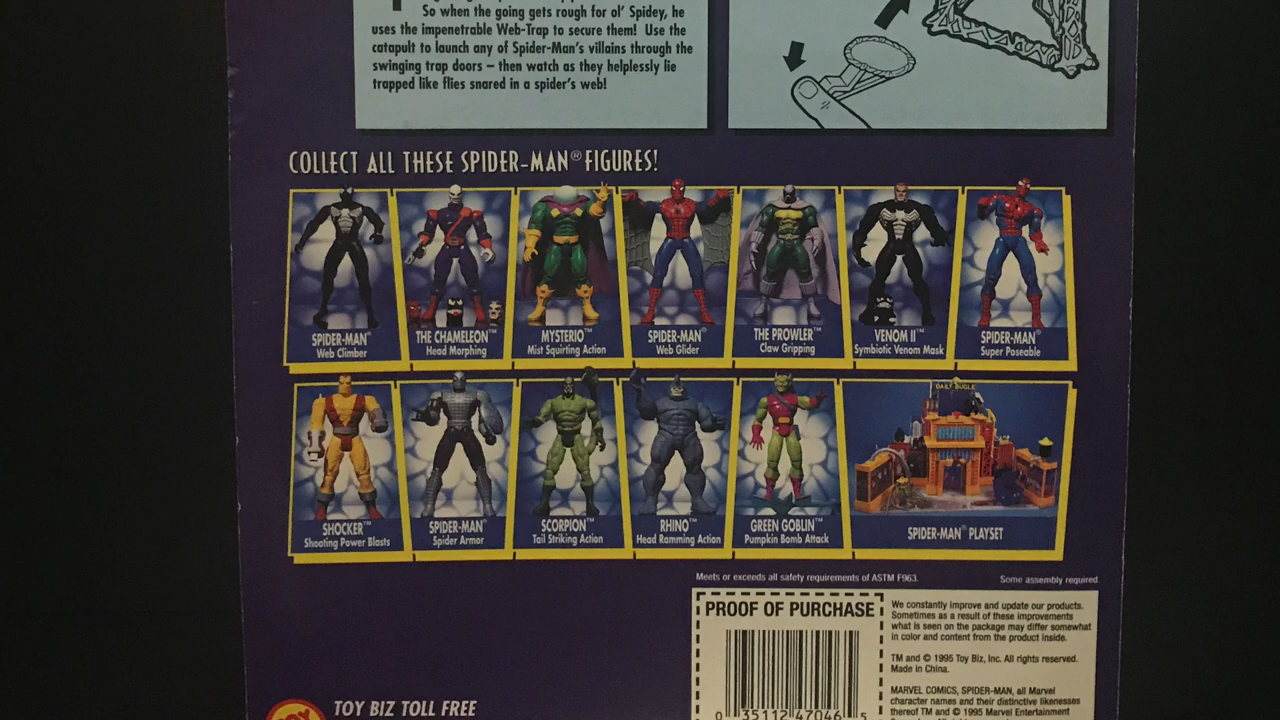 So when the going gets rough for ol' Spidey, he
uses the impenetrable Web-Trap to secure them! Use the
catapult to launch any of Spider-Man's villains through the
swinging trap doors – then watch as they helplessly lie
trapped like flies snared in a spider's web!
COLLECT ALL THESE SPIDER-MAN® FIGURES!
SPIDER-MAN™
Web Climber
THE CHAMELEON™
Head Morphing
MYSTERIO™
Mist Squirting Action
SPIDER-MAN®
Web Glider
THE PROWLER™
Claw Gripping
VENOM II™
Symbiotic Venom Mask
SPIDER-MAN®
Super Poseable
SHOCKER™
Shooting Power Blasts
SPIDER-MAN®
Spider Armor
SCORPION™
Tail Striking Action
RHINO™
Head Ramming Action
GREEN GOBLIN™
Pumpkin Bomb Attack
DAILY BUGLE
SPIDER-MAN® PLAYSET
Meets or exceeds all safety requirements of ASTM F963.
Some assembly required.
PROOF OF PURCHASE
0 35112 47046 5
We constantly improve and update our products.
Sometimes as a result of these improvements
what is seen on the package may differ somewhat
in color and content from the product inside.
TM and © 1995 Toy Biz, Inc. All rights reserved.
Made in China.
MARVEL COMICS, SPIDER-MAN, all Marvel
character names and their distinctive likenesses
thereof TM and © 1995 Marvel Entertainment
TOY
TOY BIZ TOLL FREE